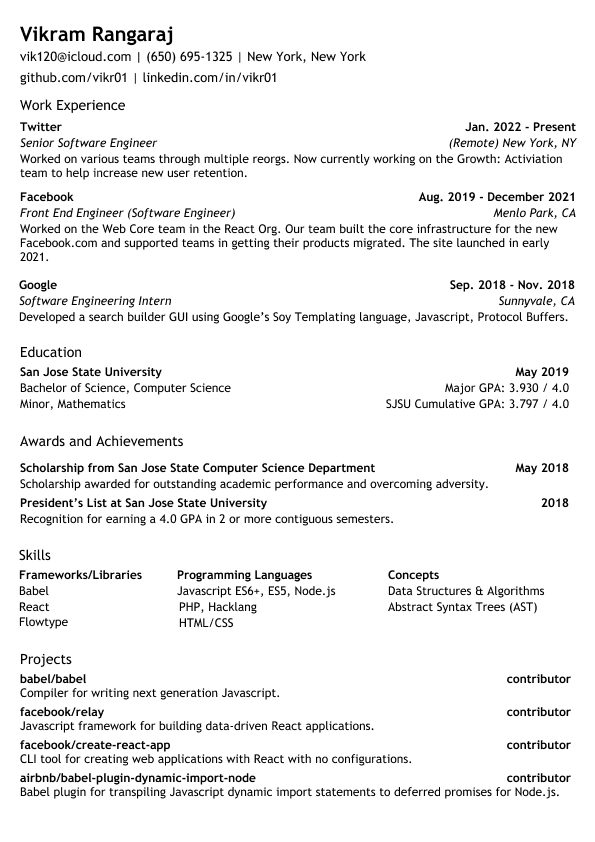 Vikram Rangaraj
vik120@icloud.com | (650) 695-1325 | New York, New York
github.com/vikr01 | linkedin.com/in/vikr01
Work Experience
Twitter Jan. 2022 - Present
Senior Software Engineer (Remote) New York, NY
Worked on various teams through multiple reorgs. Now currently working on the Growth: Activiation
team to help increase new user retention.
Facebook Aug. 2019 - December 2021
Front End Engineer (Software Engineer) Menlo Park, CA
Worked on the Web Core team in the React Org. Our team built the core infrastructure for the new
Facebook.com and supported teams in getting their products migrated. The site launched in early
2021.
Google Sep. 2018 - Nov. 2018
Software Engineering Intern Sunnyvale, CA
Developed a search builder GUI using Google's Soy Templating language, Javascript, Protocol Buffers.
Education
San Jose State University May 2019
Bachelor of Science, Computer Science Major GPA: 3.930 / 4.0
Minor, Mathematics SJSU Cumulative GPA: 3.797 / 4.0
Awards and Achievements
Scholarship from San Jose State Computer Science Department May 2018
Scholarship awarded for outstanding academic performance and overcoming adversity.
President's List at San Jose State University 2018
Recognition for earning a 4.0 GPA in 2 or more contiguous semesters.
Skills
Frameworks/Libraries Programming Languages Concepts
Babel Javascript ES6+, ES5, Node.js Data Structures & Algorithms
React PHP, Hacklang Abstract Syntax Trees (AST)
Flowtype HTML/CSS
Projects
babel/babel contributor
Compiler for writing next generation Javascript.
facebook/relay contributor
Javascript framework for building data-driven React applications.
facebook/create-react-app contributor
CLI tool for creating web applications with React with no configurations.
airbnb/babel-plugin-dynamic-import-node contributor
Babel plugin for transpiling Javascript dynamic import statements to deferred promises for Node.js.